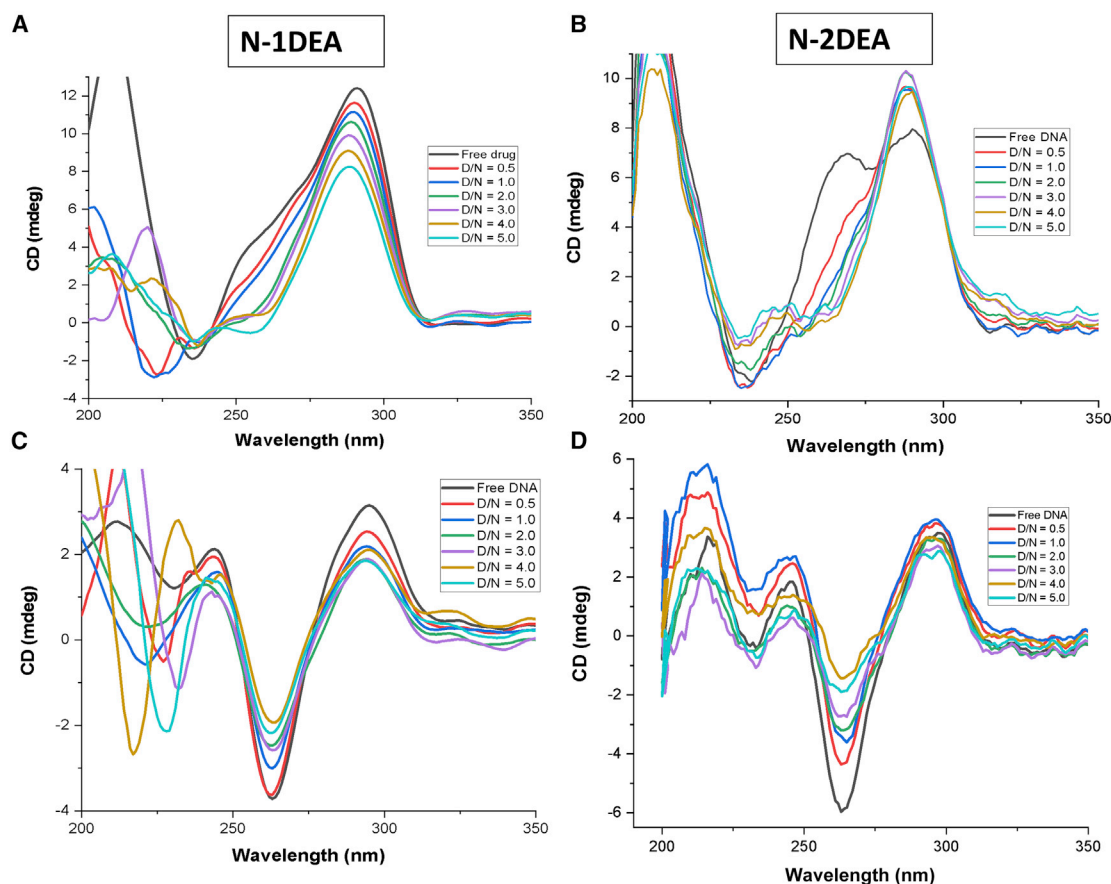 A
N-1DEA
CD (mdeg)
12
10
8
6
4
2
0
-2
-4
200
250
300
350
Wavelength (nm)
Free drug
D/N = 0.5
D/N = 1.0
D/N = 2.0
D/N = 3.0
D/N = 4.0
D/N = 5.0
B
N-2DEA
CD (mdeg)
10
8
6
4
2
0
-2
200
250
300
350
Wavelength (nm)
Free DNA
D/N = 0.5
D/N = 1.0
D/N = 2.0
D/N = 3.0
D/N = 4.0
D/N = 5.0
C
CD (mdeg)
4
2
0
-2
-4
200
250
300
350
Wavelength (nm)
Free DNA
D/N = 0.5
D/N = 1.0
D/N = 2.0
D/N = 3.0
D/N = 4.0
D/N = 5.0
D
CD (mdeg)
6
4
2
0
-2
-4
-6
200
250
300
350
Wavelength (nm)
Free DNA
D/N = 0.5
D/N = 1.0
D/N = 2.0
D/N = 3.0
D/N = 4.0
D/N = 5.0